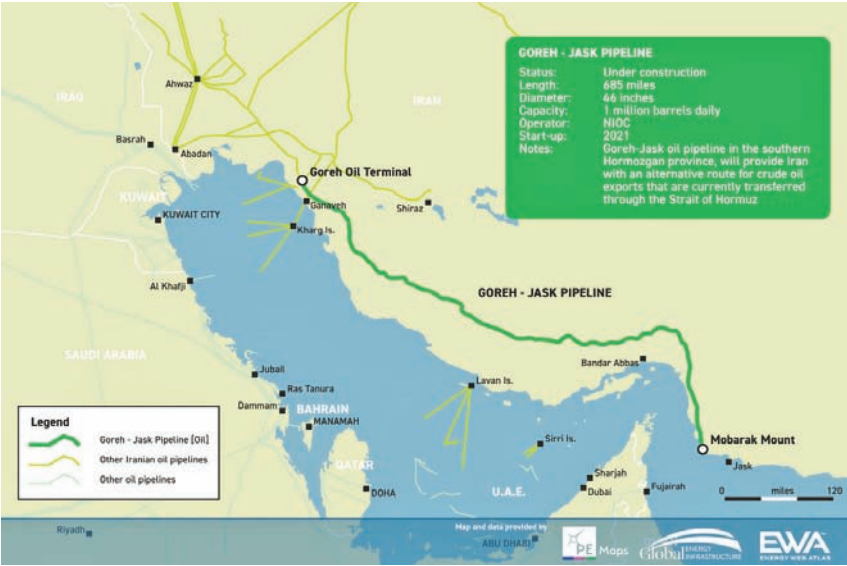 GOREH - JASK PIPELINE
Status: Under construction
Length: 685 miles
Diameter: 46 inches
Capacity: 1 million barrels daily
Operator: NIOC
Start-up: 2021
Notes: Goreh-Jask oil pipeline in the southern
Hormozgan province, will provide Iran
with an alternative route for crude oil
exports that are currently transferred
through the Strait of Hormuz
Ahwaz
IRAQ
IRAN
Basrah
Abadan
Goreh Oil Terminal
KUWAIT
Ganaveh
Shiraz
KUWAIT CITY
Kharg Is.
Al Khafji
GOREH - JASK PIPELINE
SAUDI ARABIA
Bandar Abbas
Juball
Lavan Is.
Ras Tanura
Dammam
BAHRAIN
MANAMAH
Legend
Goreh - Jask Pipeline [Oil]
Other Iranian oil pipelines
Other oil pipelines
Sirri Is.
Mobarak Mount
Jask
QATAR
DOHA
U.A.E.
Sharjah
Dubai
Fujairah
0 miles 120
Riyadh
Map and data provided by
ABU DHABI
PE Maps
Global ENERGY INFRASTRUCTURE
EWA
ENERGY WEB ATLAS